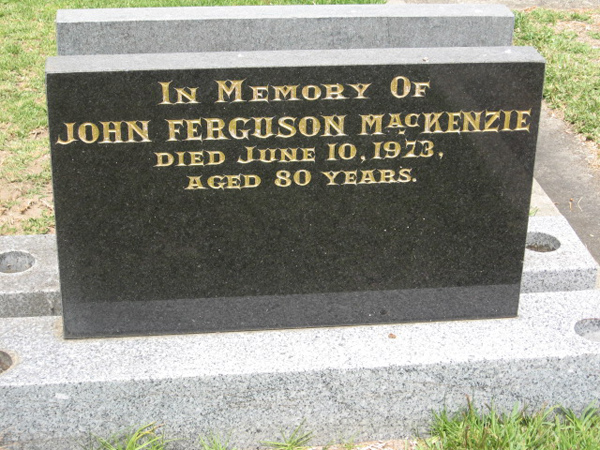 In Memory Of
JOHN FERGUSON MacKENZIE
DIED JUNE 10, 1973,
AGED 80 YEARS.